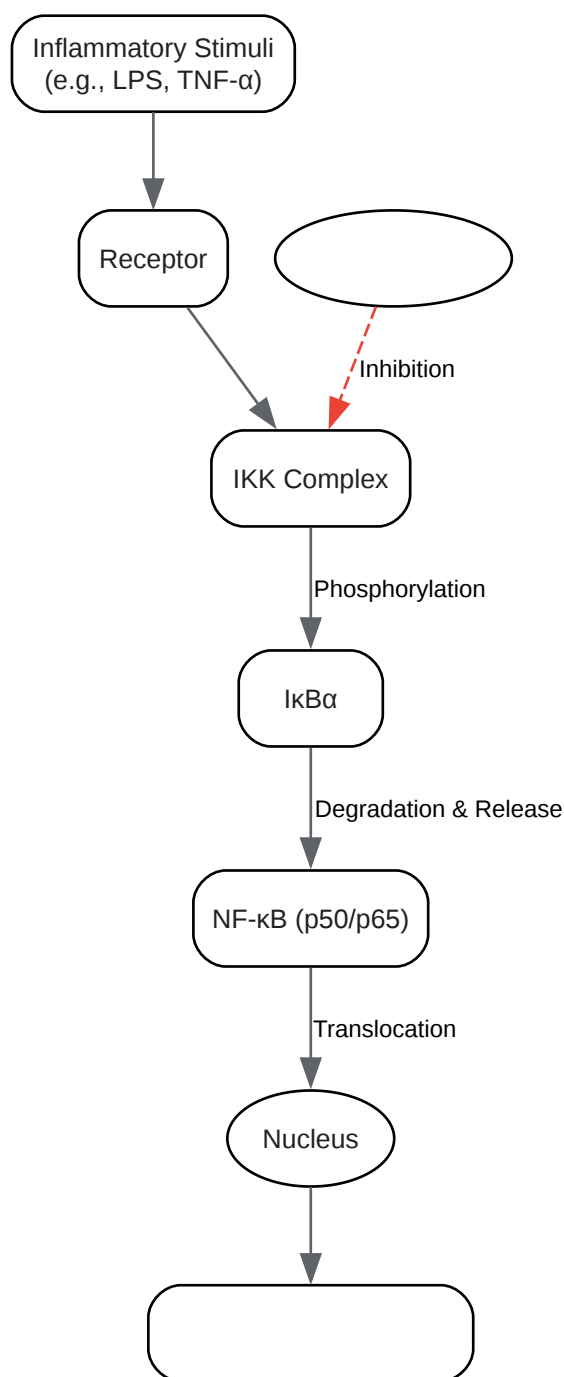 Inflammatory Stimuli
(e.g., LPS, TNF-α)
Receptor
Inhibition
IKK Complex
Phosphorylation
IκBα
Degradation & Release
NF-κB (p50/p65)
Translocation
Nucleus